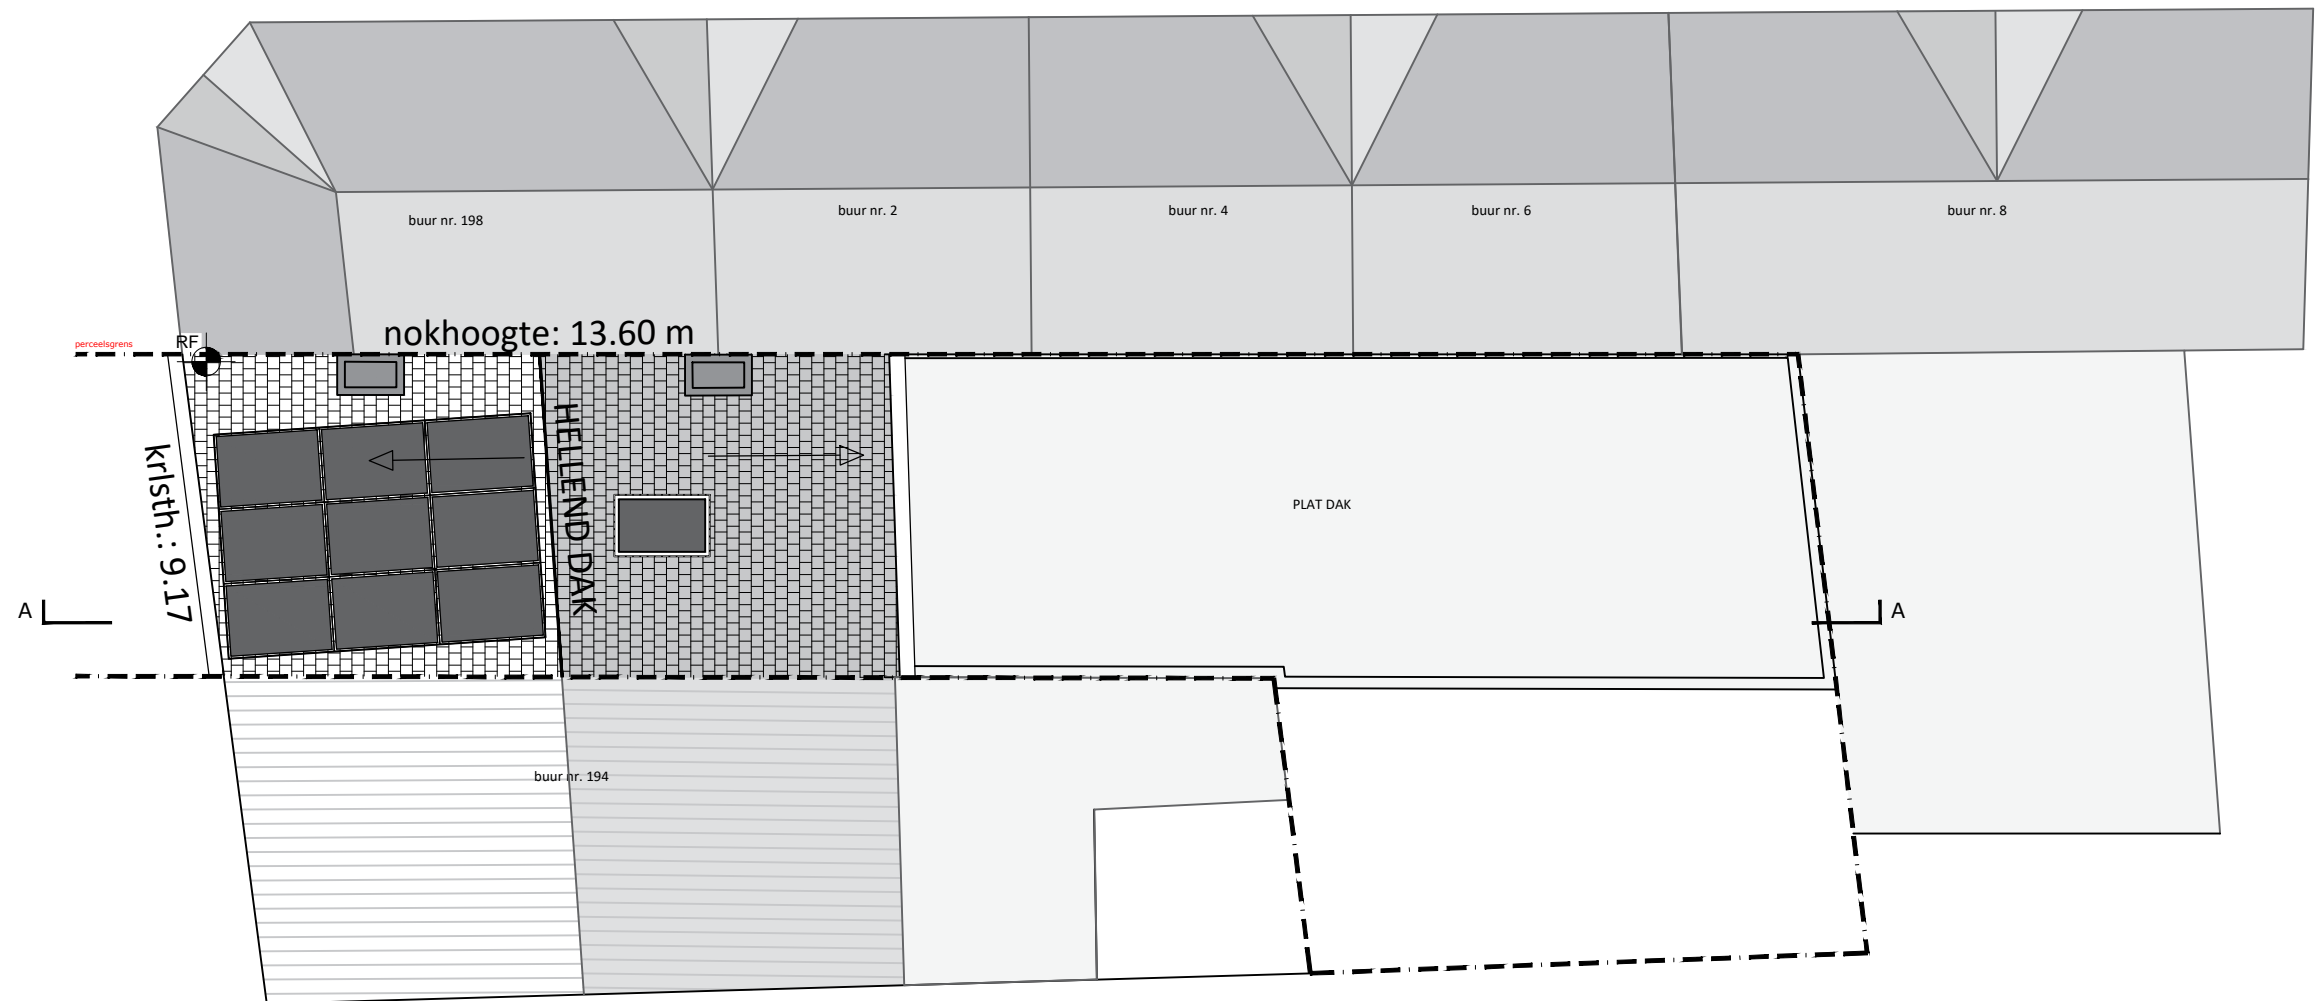 buur nr. 198
buur nr. 2
buur nr. 4
buur nr. 6
buur nr. 8
nokhoogte: 13.60 m
perceelsgrens
RF
krlsth.: 9.17
HELLEND DAK
PLAT DAK
A
A
buur nr. 194